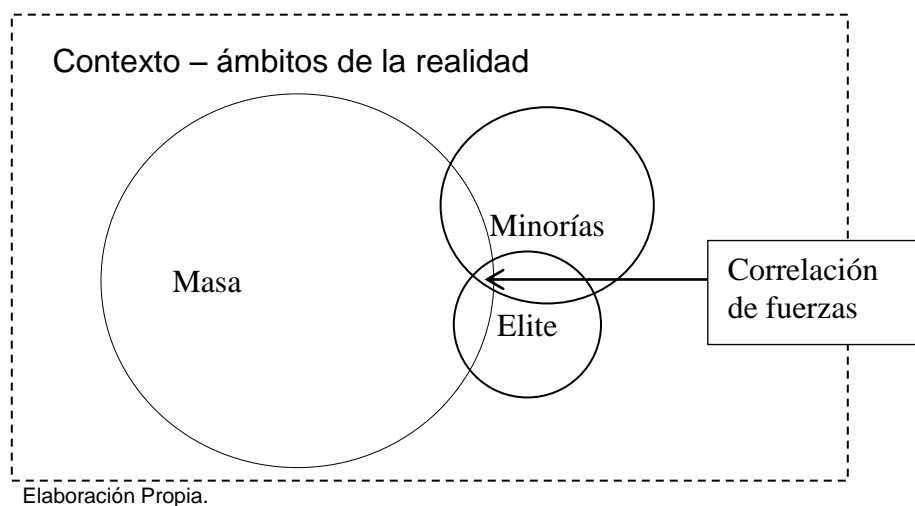 Contexto – ámbitos de la realidad
Minorías
Masa
Correlación
de fuerzas
Elite
Elaboración Propia.